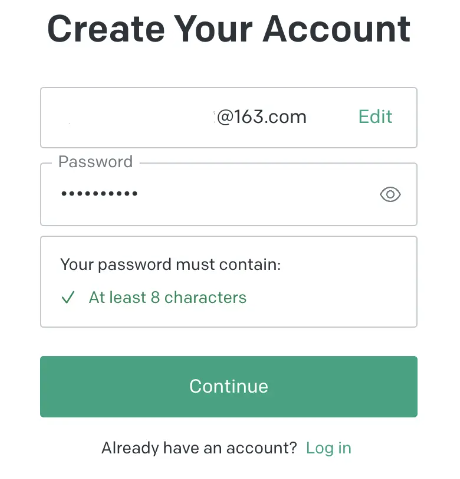 Create Your Account
@163.com Edit
Password
••••••••••
Your password must contain:
✓ At least 8 characters
Continue
Already have an account? Log in